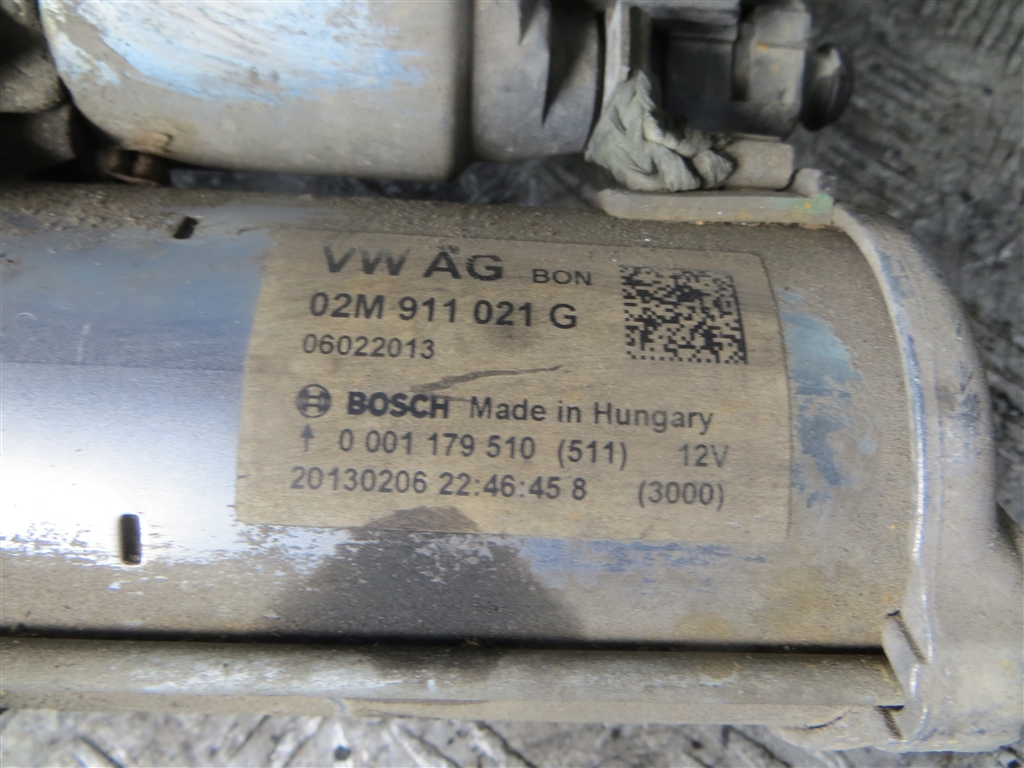 VW AG BON
02M 911 021 G
06022013
BOSCH Made in Hungary
0 001 179 510 (511) 12V
20130206 22:46:45 8 (3000)